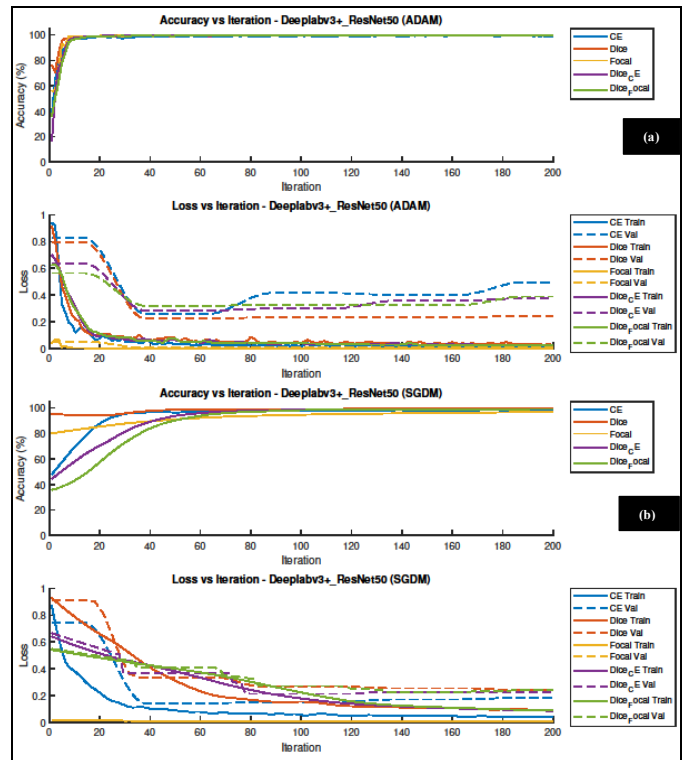 Accuracy vs Iteration - Deeplabv3+_ResNet50 (ADAM)
Accuracy (%)
100
80
60
40
20
0
0 20 40 60 80 100 120 140 160 180 200
Iteration
CE
Dice
Focal
Dice_CE
Dice_Focal
(a)
Loss vs Iteration - Deeplabv3+_ResNet50 (ADAM)
Loss
1
0.8
0.6
0.4
0.2
0
0 20 40 60 80 100 120 140 160 180 200
Iteration
CE Train
CE Val
Dice Train
Dice Val
Focal Train
Focal Val
Dice_CE Train
Dice_CE Val
Dice_Focal Train
Dice_Focal Val
Accuracy vs Iteration - Deeplabv3+_ResNet50 (SGDM)
Accuracy (%)
100
80
60
40
20
0
0 20 40 60 80 100 120 140 160 180 200
Iteration
CE
Dice
Focal
Dice_CE
Dice_Focal
(b)
Loss vs Iteration - Deeplabv3+_ResNet50 (SGDM)
Loss
1
0.8
0.6
0.4
0.2
0
0 20 40 60 80 100 120 140 160 180 200
Iteration
CE Train
CE Val
Dice Train
Dice Val
Focal Train
Focal Val
Dice_CE Train
Dice_CE Val
Dice_Focal Train
Dice_Focal Val